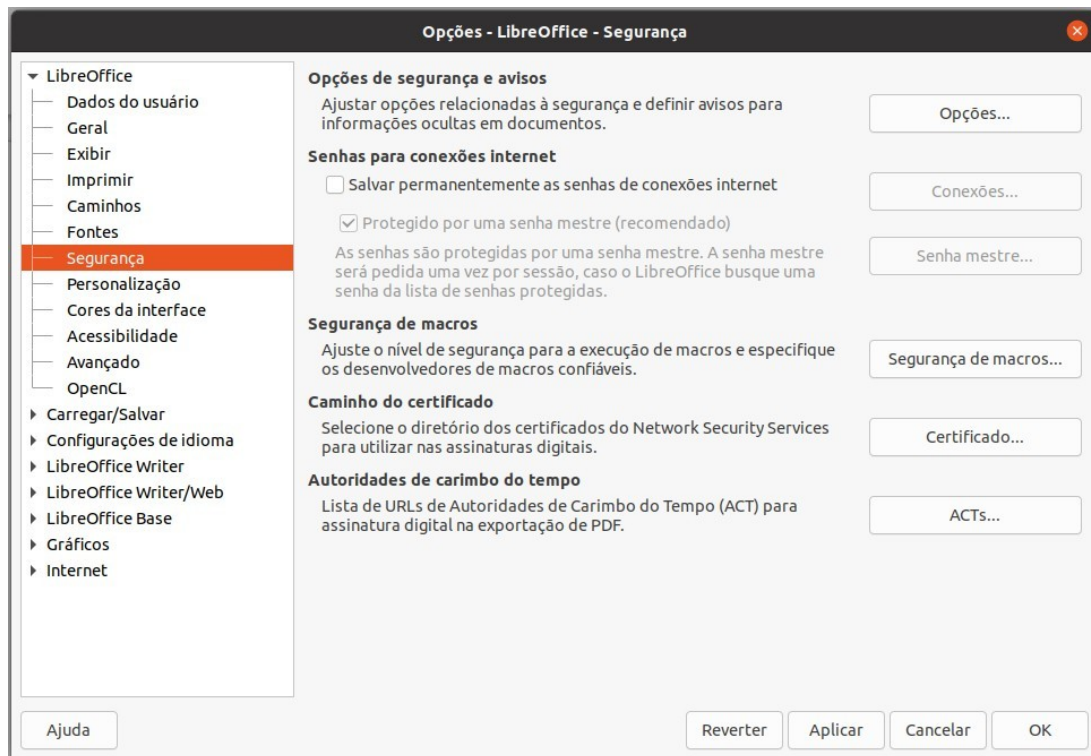 Opções - LibreOffice - Segurança
LibreOffice
Dados do usuário
Geral
Exibir
Imprimir
Caminhos
Fontes
Segurança
Personalização
Cores da interface
Acessibilidade
Avançado
OpenCL
Carregar/Salvar
Configurações de idioma
LibreOffice Writer
LibreOffice Writer/Web
LibreOffice Base
Gráficos
Internet
Opções de segurança e avisos
Ajustar opções relacionadas à segurança e definir avisos para
informações ocultas em documentos.
Opções...
Senhas para conexões internet
Salvar permanentemente as senhas de conexões internet
Conexões...
Protegido por uma senha mestre (recomendado)
As senhas são protegidas por uma senha mestre. A senha mestre
será pedida uma vez por sessão, caso o LibreOffice busque uma
senha da lista de senhas protegidas.
Senha mestre...
Segurança de macros
Ajuste o nível de segurança para a execução de macros e especifique
os desenvolvedores de macros confiáveis.
Segurança de macros...
Caminho do certificado
Selecione o diretório dos certificados do Network Security Services
para utilizar nas assinaturas digitais.
Certificado...
Autoridades de carimbo do tempo
Lista de URLs de Autoridades de Carimbo do Tempo (ACT) para
assinatura digital na exportação de PDF.
ACTs...
Ajuda
Reverter
Aplicar
Cancelar
OK